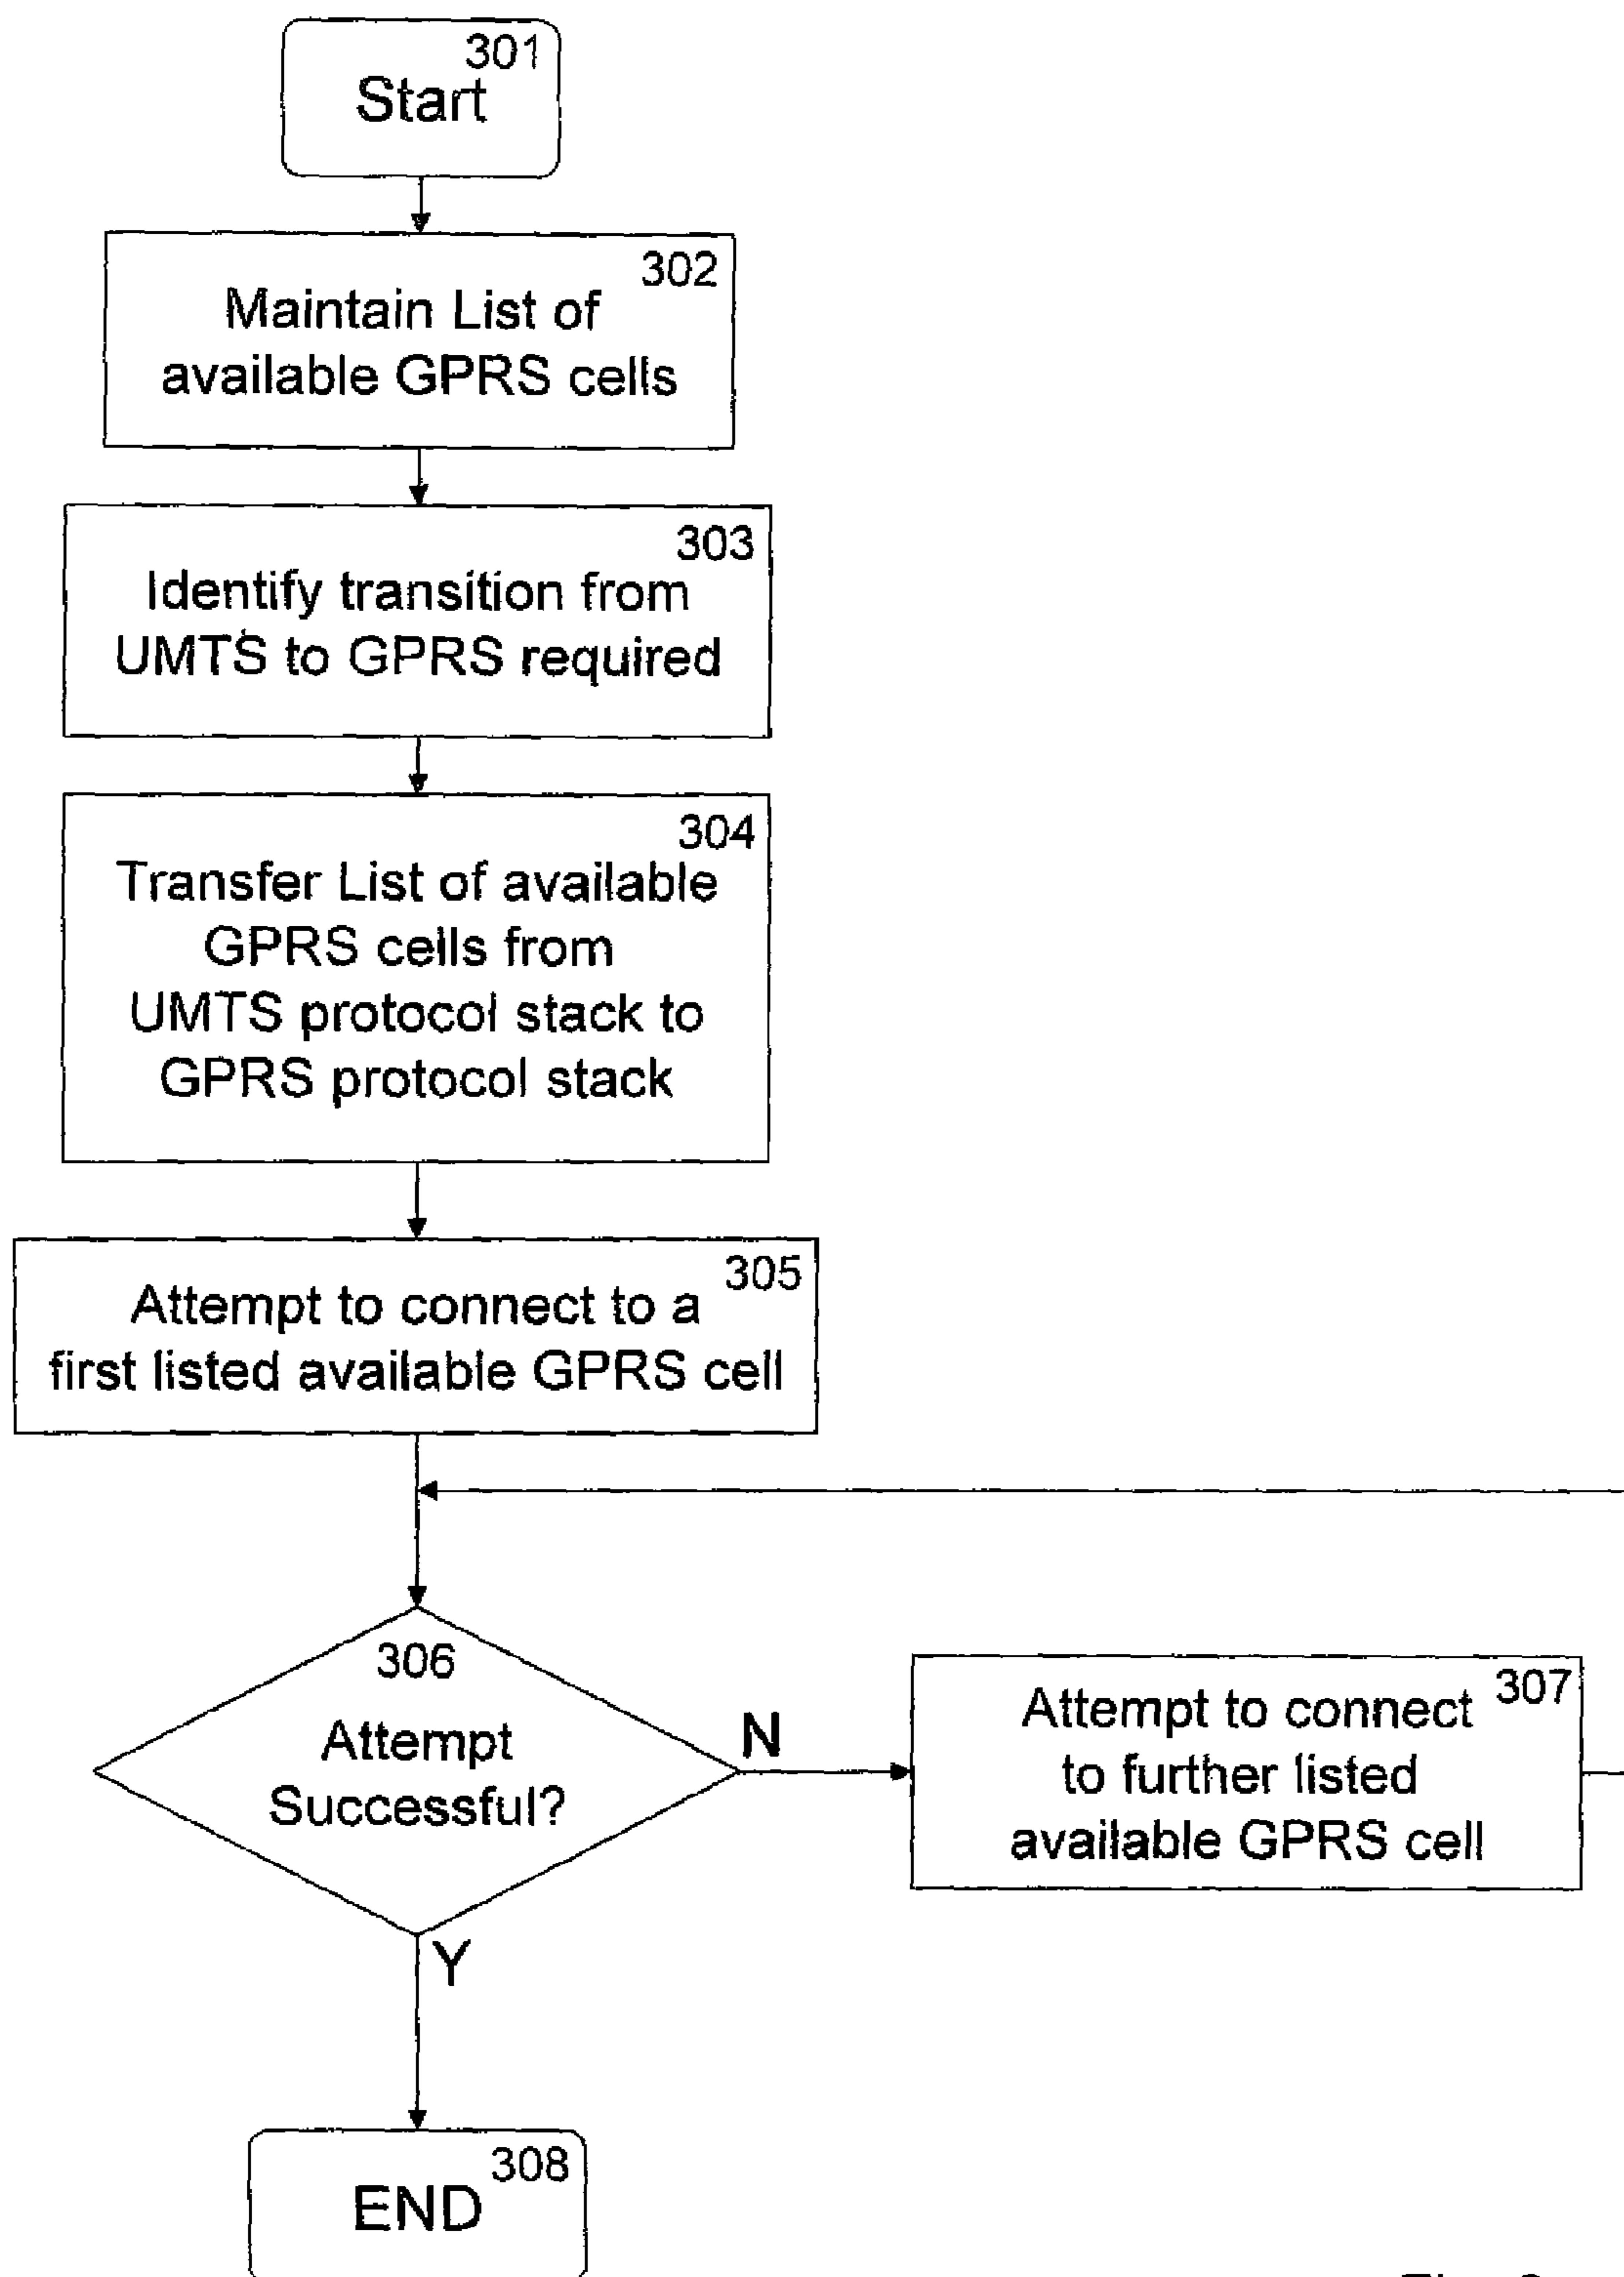 301
Start
302
Maintain List of
available GPRS cells
303
Identify transition from
UMTS to GPRS required
304
Transfer List of available
GPRS cells from
UMTS protocol stack to
GPRS protocol stack
305
Attempt to connect to a
first listed available GPRS cell
306
Attempt
Successful?
N
307
Attempt to connect
to further listed
available GPRS cell
Y
308
END